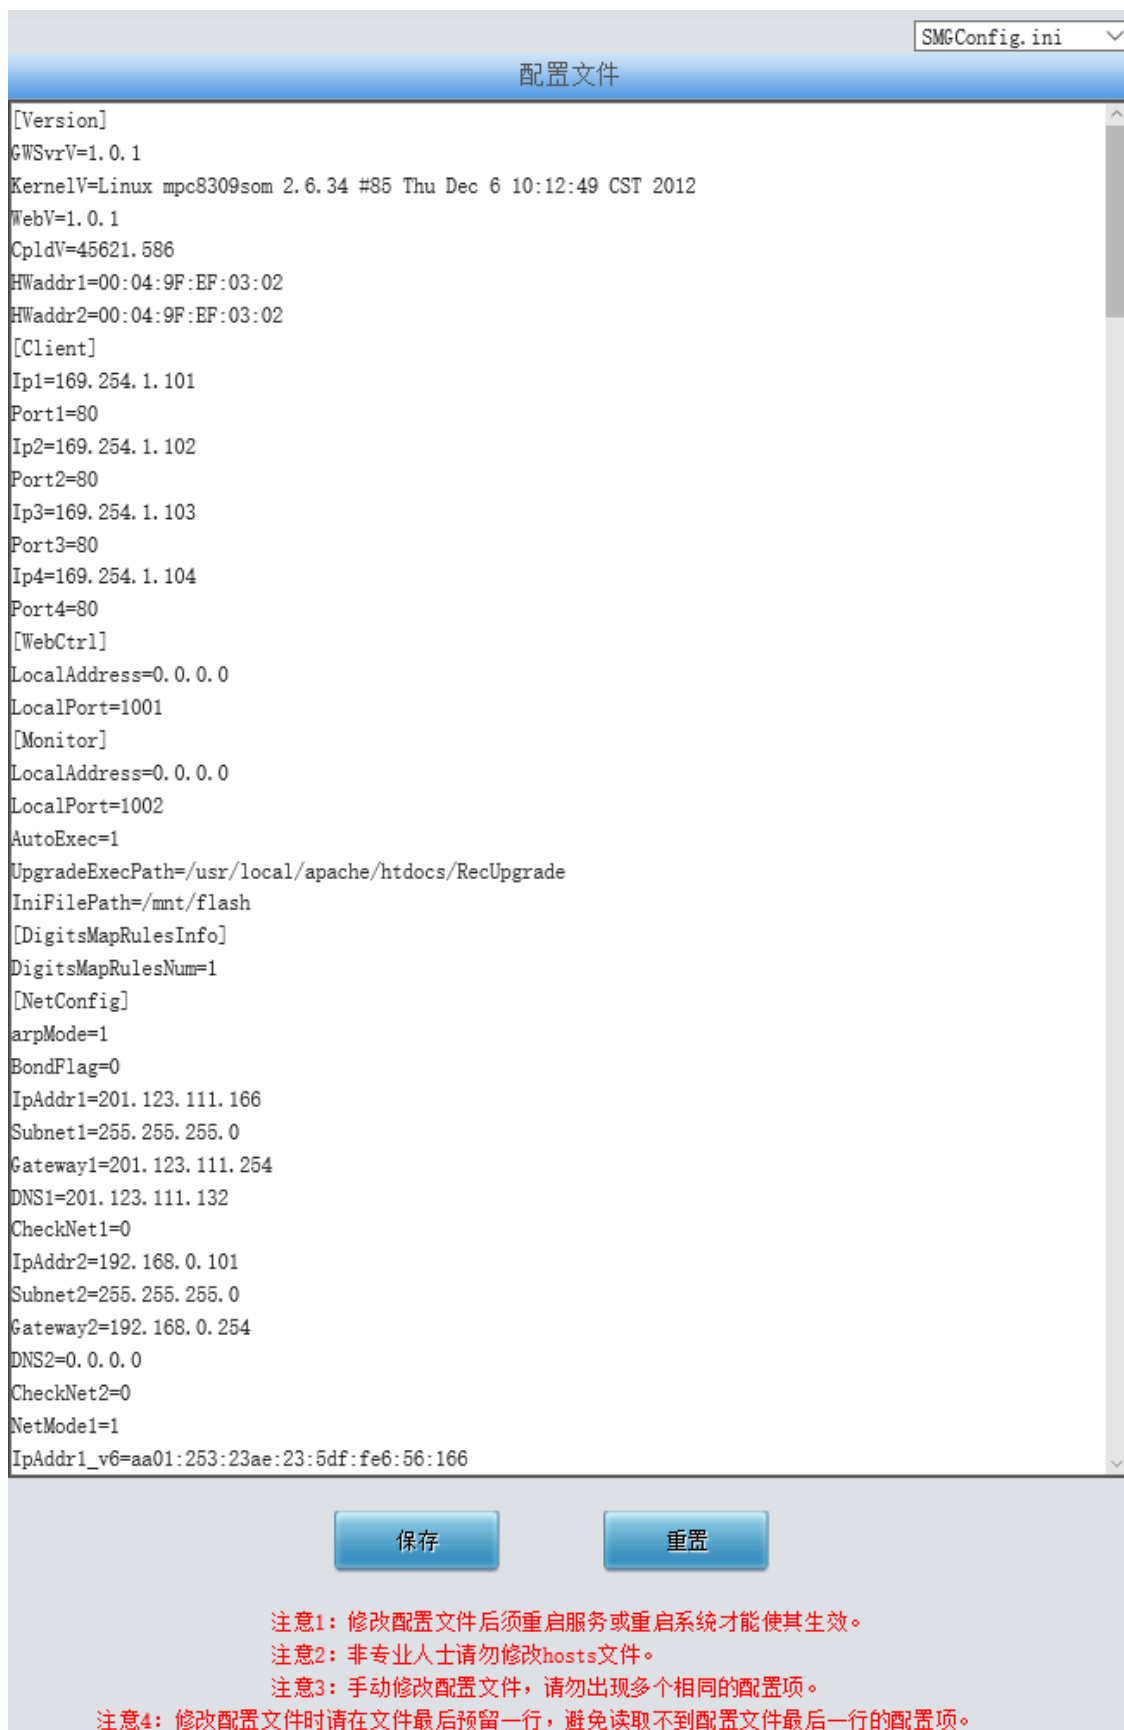 SMGConfig.ini
配置文件
[Version]
GWSvrV=1.0.1
KernelV=Linux mpc8309som 2.6.34 #85 Thu Dec 6 10:12:49 CST 2012
WebV=1.0.1
CpldV=45621.586
HWaddr1=00:04:9F:EF:03:02
HWaddr2=00:04:9F:EF:03:02
[Client]
Ip1=169.254.1.101
Port1=80
Ip2=169.254.1.102
Port2=80
Ip3=169.254.1.103
Port3=80
Ip4=169.254.1.104
Port4=80
[WebCtrl]
LocalAddress=0.0.0.0
LocalPort=1001
[Monitor]
LocalAddress=0.0.0.0
LocalPort=1002
AutoExec=1
UpgradeExecPath=/usr/local/apache/htdocs/RecUpgrade
IniFilePath=/mnt/flash
[DigitsMapRulesInfo]
DigitsMapRulesNum=1
[NetConfig]
arpMode=1
BondFlag=0
IpAddr1=201.123.111.166
Subnet1=255.255.255.0
Gateway1=201.123.111.254
DNS1=201.123.111.132
CheckNet1=0
IpAddr2=192.168.0.101
Subnet2=255.255.255.0
Gateway2=192.168.0.254
DNS2=0.0.0.0
CheckNet2=0
NetMode1=1
IpAddr1_v6=aa01:253:23ae:23:5df:fe6:56:166
保存 重置
注意1: 修改配置文件后须重启服务或重启系统才能使其生效。
注意2: 非专业人士请勿修改hosts文件。
注意3: 手动修改配置文件，请勿出现多个相同的配置项。
注意4: 修改配置文件时请在文件最后预留一行，避免读取不到配置文件最后一行的配置项。